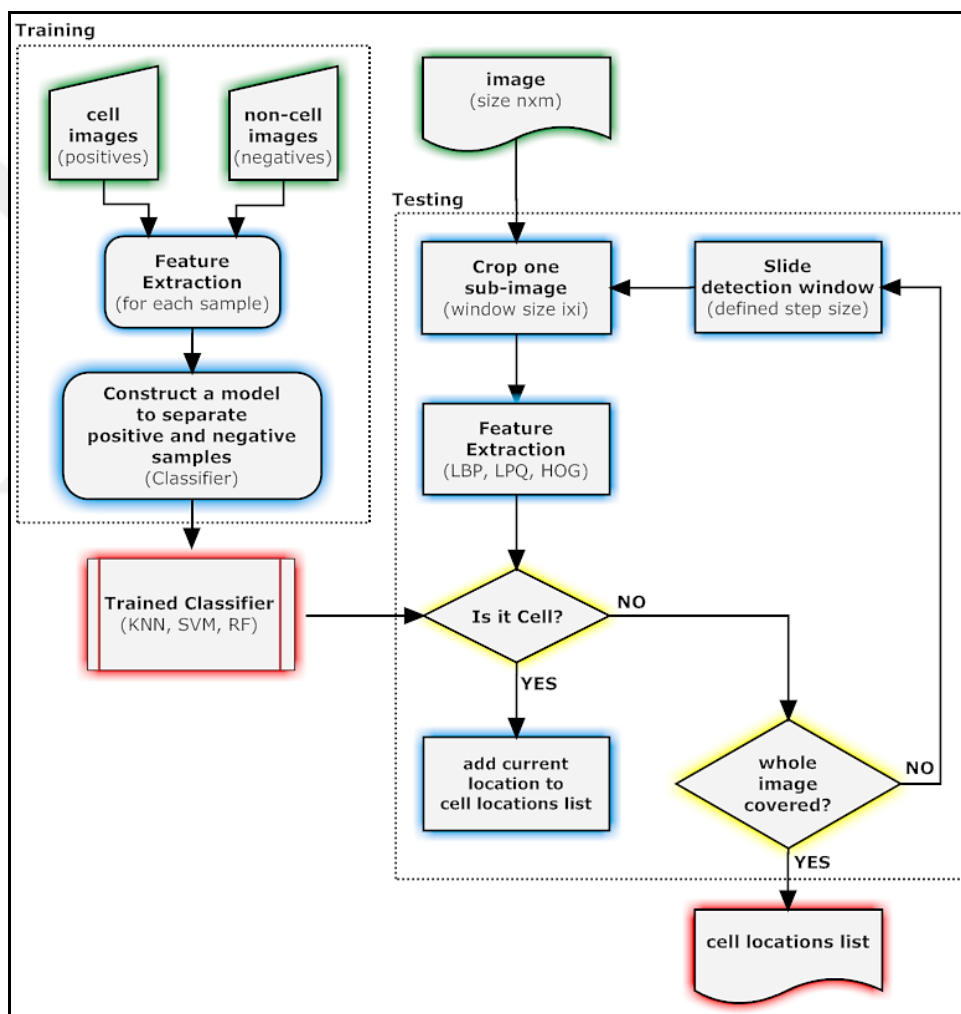 Training
cell
images
(positives)
non-cell
images
(negatives)
Feature
Extraction
(for each sample)
Construct a model
to separate
positive and negative
samples
(Classifier)
Trained Classifier
(KNN, SVM, RF)
image
(size nxm)
Testing
Crop one
sub-image
(window size ixi)
Slide
detection window
(defined step size)
Feature
Extraction
(LBP, LPQ, HOG)
Is it Cell?
NO
YES
add current
location to
cell locations list
whole
image
covered?
NO
YES
cell locations list